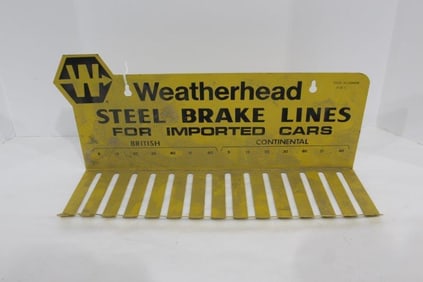 W
Weatherhead
STEEL BRAKE LINES
FOR IMPORTED CARS
BRITISH CONTINENTAL